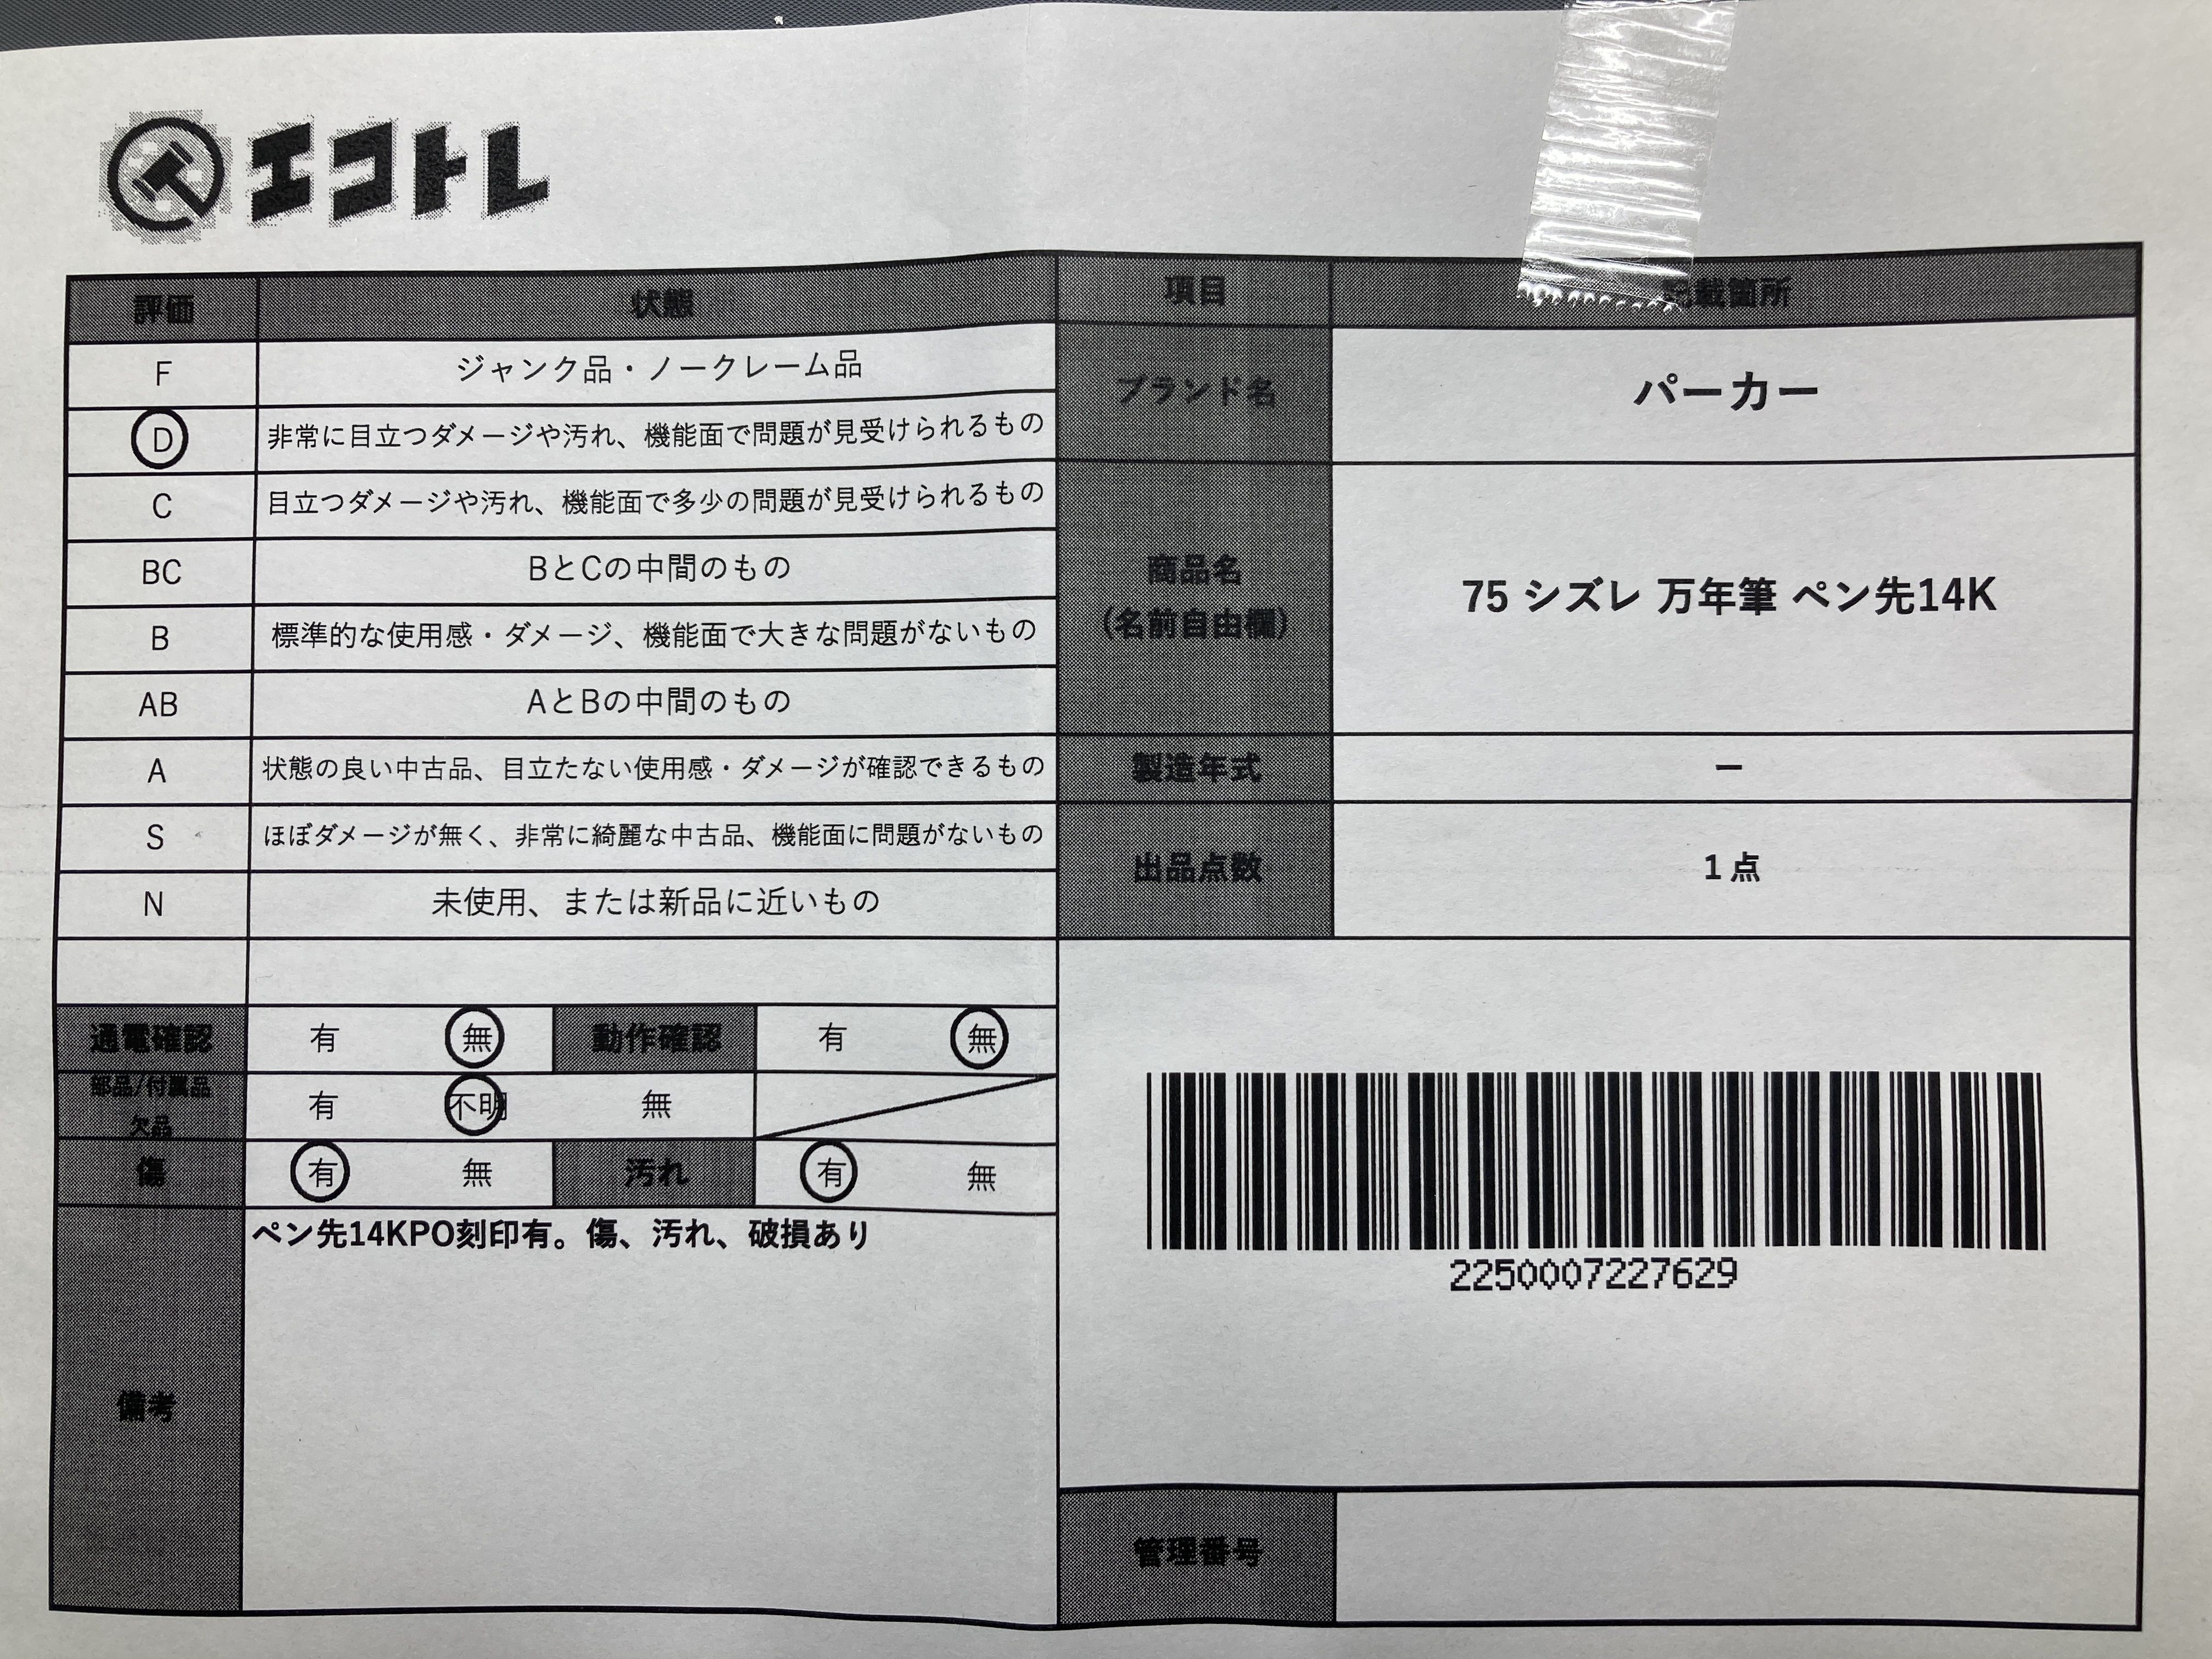 エコトレ
評価 状態
F ジャンク品・ノークレーム品
D 非常に目立つダメージや汚れ、機能面で問題が見受けられるもの
C 目立つダメージや汚れ、機能面で多少の問題が見受けられるもの
BC BとCの中間のもの
B 標準的な使用感・ダメージ、機能面で大きな問題がないもの
AB AとBの中間のもの
A 状態の良い中古品、目立たない使用感・ダメージが確認できるもの
S ほぼダメージが無く、非常に綺麗な中古品、機能面に問題がないもの
N 未使用、または新品に近いもの
通電確認 有 無 動作確認 有 無
部品/付属品
欠品
有 不明 無
傷 有 無 汚れ 有 無
備考
ペン先14KPO刻印有。傷、汚れ、破損あり
項目 記載箇所
ブランド名 パーカー
商品名
(名前自由欄)
75 シズレ 万年筆 ペン先14K
製造年式 ー
出品点数 1点
2250007227629
管理番号